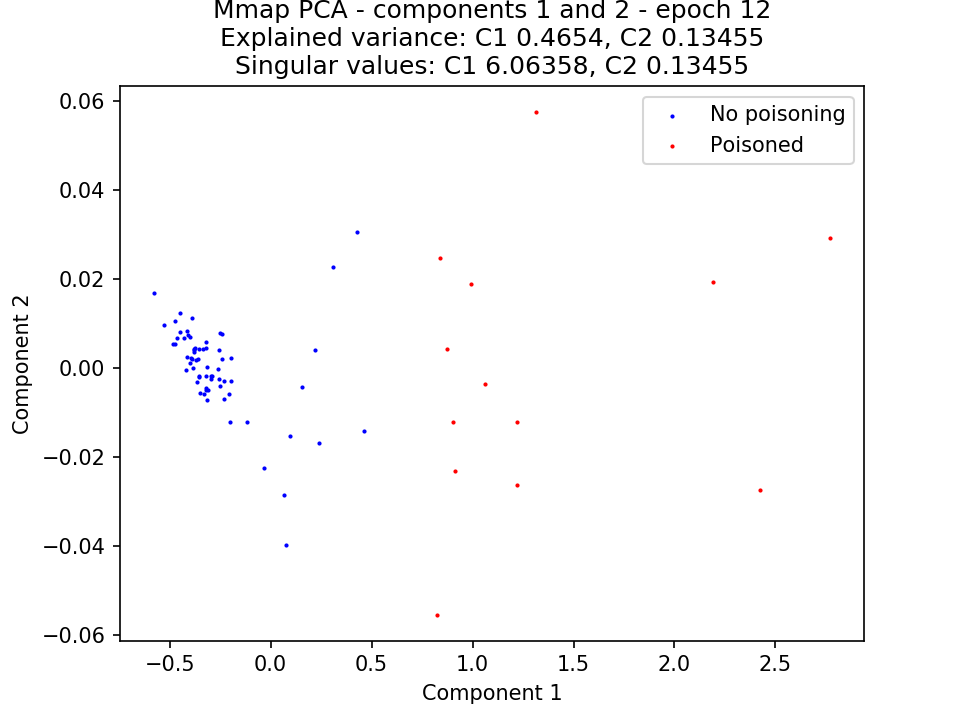 Mmap PCA - components 1 and 2 - epoch 12
Explained variance: C1 0.4654, C2 0.13455
Singular values: C1 6.06358, C2 0.13455
No poisoning
Poisoned
0.06
0.04
0.02
0.00
−0.02
−0.04
−0.06
Component 2
−0.5
0.0
0.5
1.0
1.5
2.0
2.5
Component 1